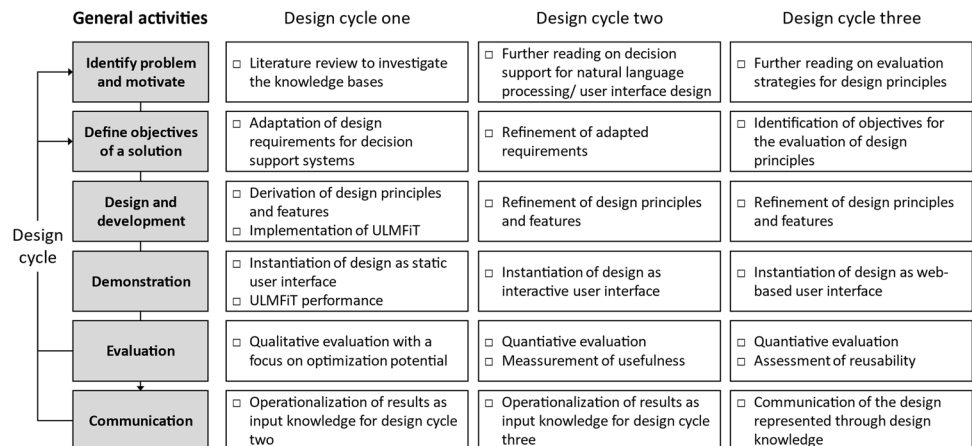 General activities
Design cycle one
Design cycle two
Design cycle three
Identify problem
and motivate
□ Literature review to investigate
the knowledge bases
□ Further reading on decision
support for natural language
processing/ user interface design
□ Further reading on evaluation
strategies for design principles
Define objectives
of a solution
□ Adaptation of design
requirements for decision
support systems
□ Refinement of adapted
requirements
□ Identification of objectives for
the evaluation of design
principles
Design and
development
□ Derivation of design principles
and features
□ Implementation of ULMFiT
□ Refinement of design principles
and features
□ Refinement of design principles
and features
Design
cycle
Demonstration
□ Instantiation of design as static
user interface
□ ULMFiT performance
□ Instantiation of design as
interactive user interface
□ Instantiation of design as web-
based user interface
Evaluation
□ Qualitative evaluation with a
focus on optimization potential
□ Quantiative evaluation
□ Meassurement of usefulness
□ Quantiative evaluation
□ Assessment of reusability
Communication
□ Operationalization of results as
input knowledge for design cycle
two
□ Operationalization of results as
input knowledge for design cycle
three
□ Communication of the design
represented through design
knowledge